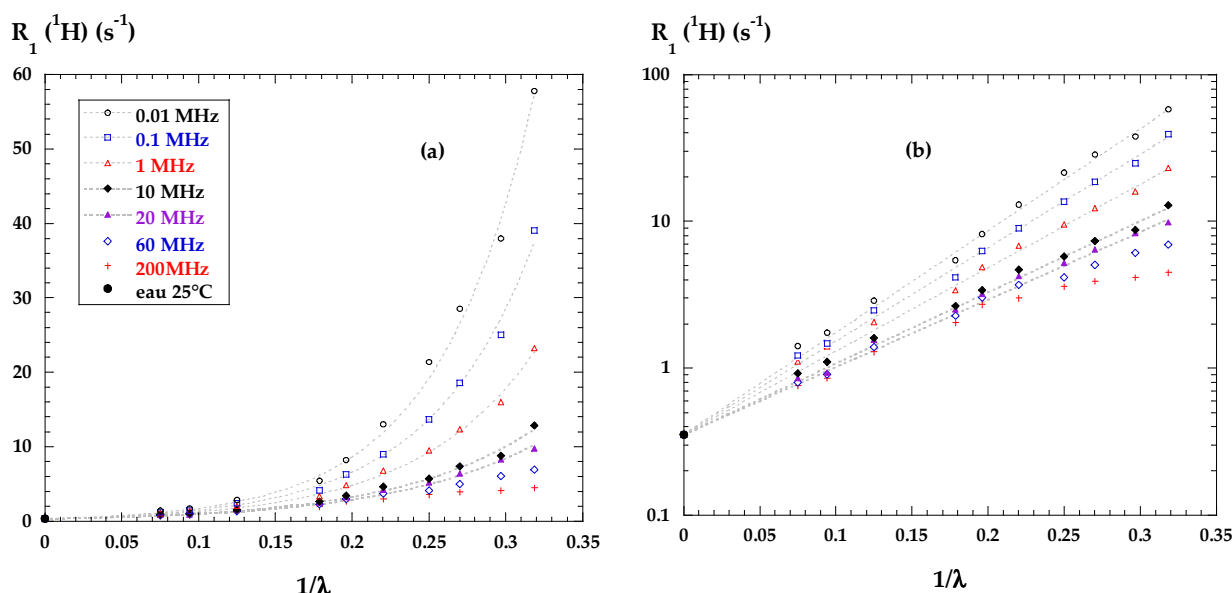 R₁ (¹H) (s⁻¹)
60
50
40
30
20
10
0
0.01 MHz
0.1 MHz
1 MHz
10 MHz
20 MHz
60 MHz
200MHz
eau 25°C
(a)
0 0.05 0.1 0.15 0.2 0.25 0.3 0.35
1/λ
R₁ (¹H) (s⁻¹)
100
10
1
0.1
(b)
0 0.05 0.1 0.15 0.20 0.25 0.30 0.35
1/λ